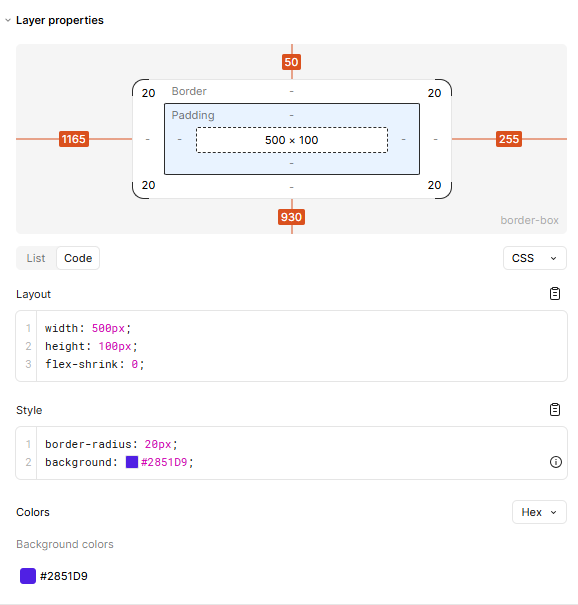 Layer properties
50
20 Border - 20
Padding -
1165 - - 500 × 100 - - 255
-
20 - 20
930
border-box
List Code CSS
Layout
1 width: 500px;
2 height: 100px;
3 flex-shrink: 0;
Style
1 border-radius: 20px;
2 background: #2851D9;
Colors Hex
Background colors
#2851D9